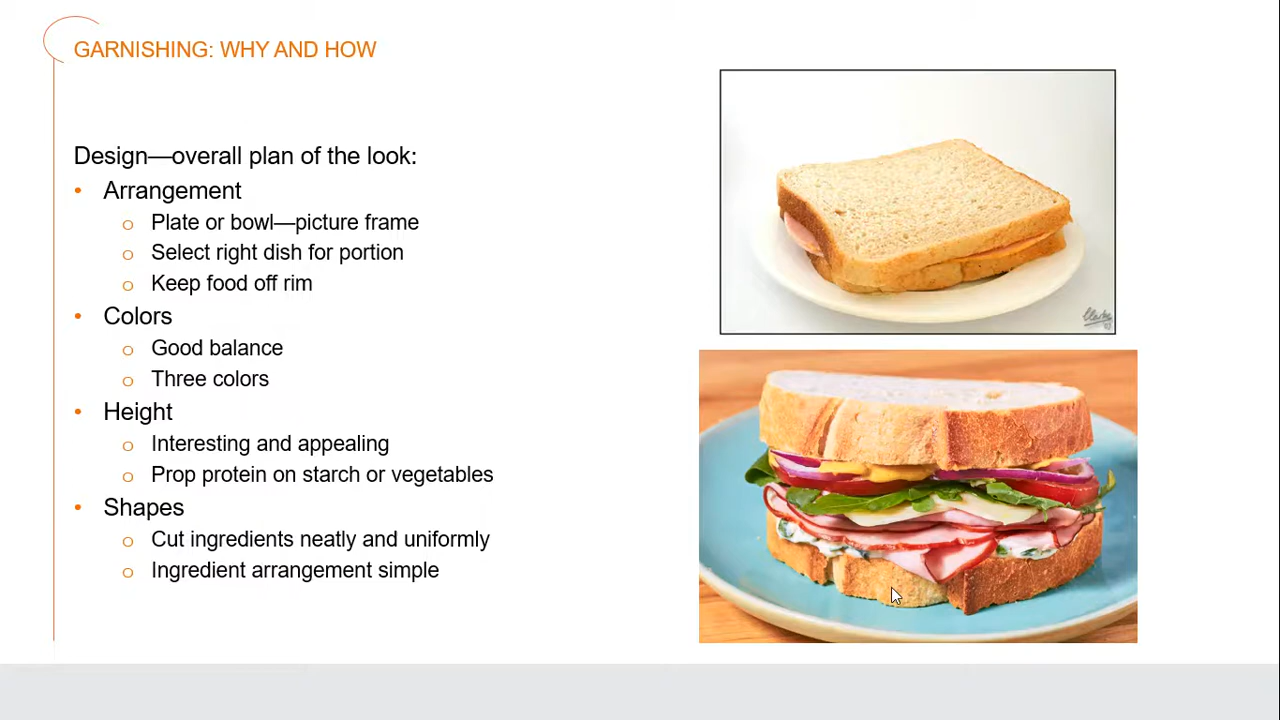 GARNISHING: WHY AND HOW
Design—overall plan of the look:
• Arrangement
o Plate or bowl—picture frame
o Select right dish for portion
o Keep food off rim
• Colors
o Good balance
o Three colors
• Height
o Interesting and appealing
o Prop protein on starch or vegetables
• Shapes
o Cut ingredients neatly and uniformly
o Ingredient arrangement simple